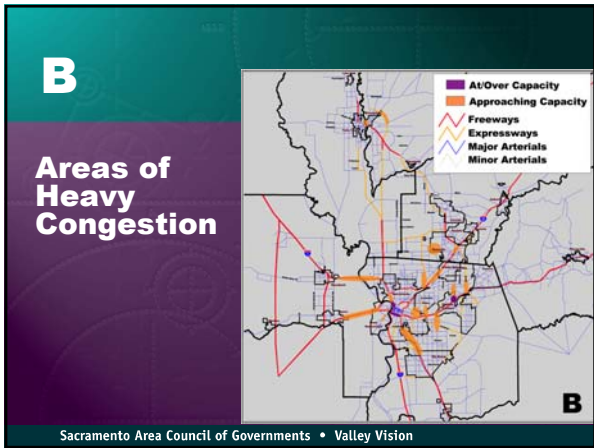 B
Areas of
Heavy
Congestion
At/Over Capacity
Approaching Capacity
Freeways
Expressways
Major Arterials
Minor Arterials
B
Sacramento Area Council of Governments • Valley Vision